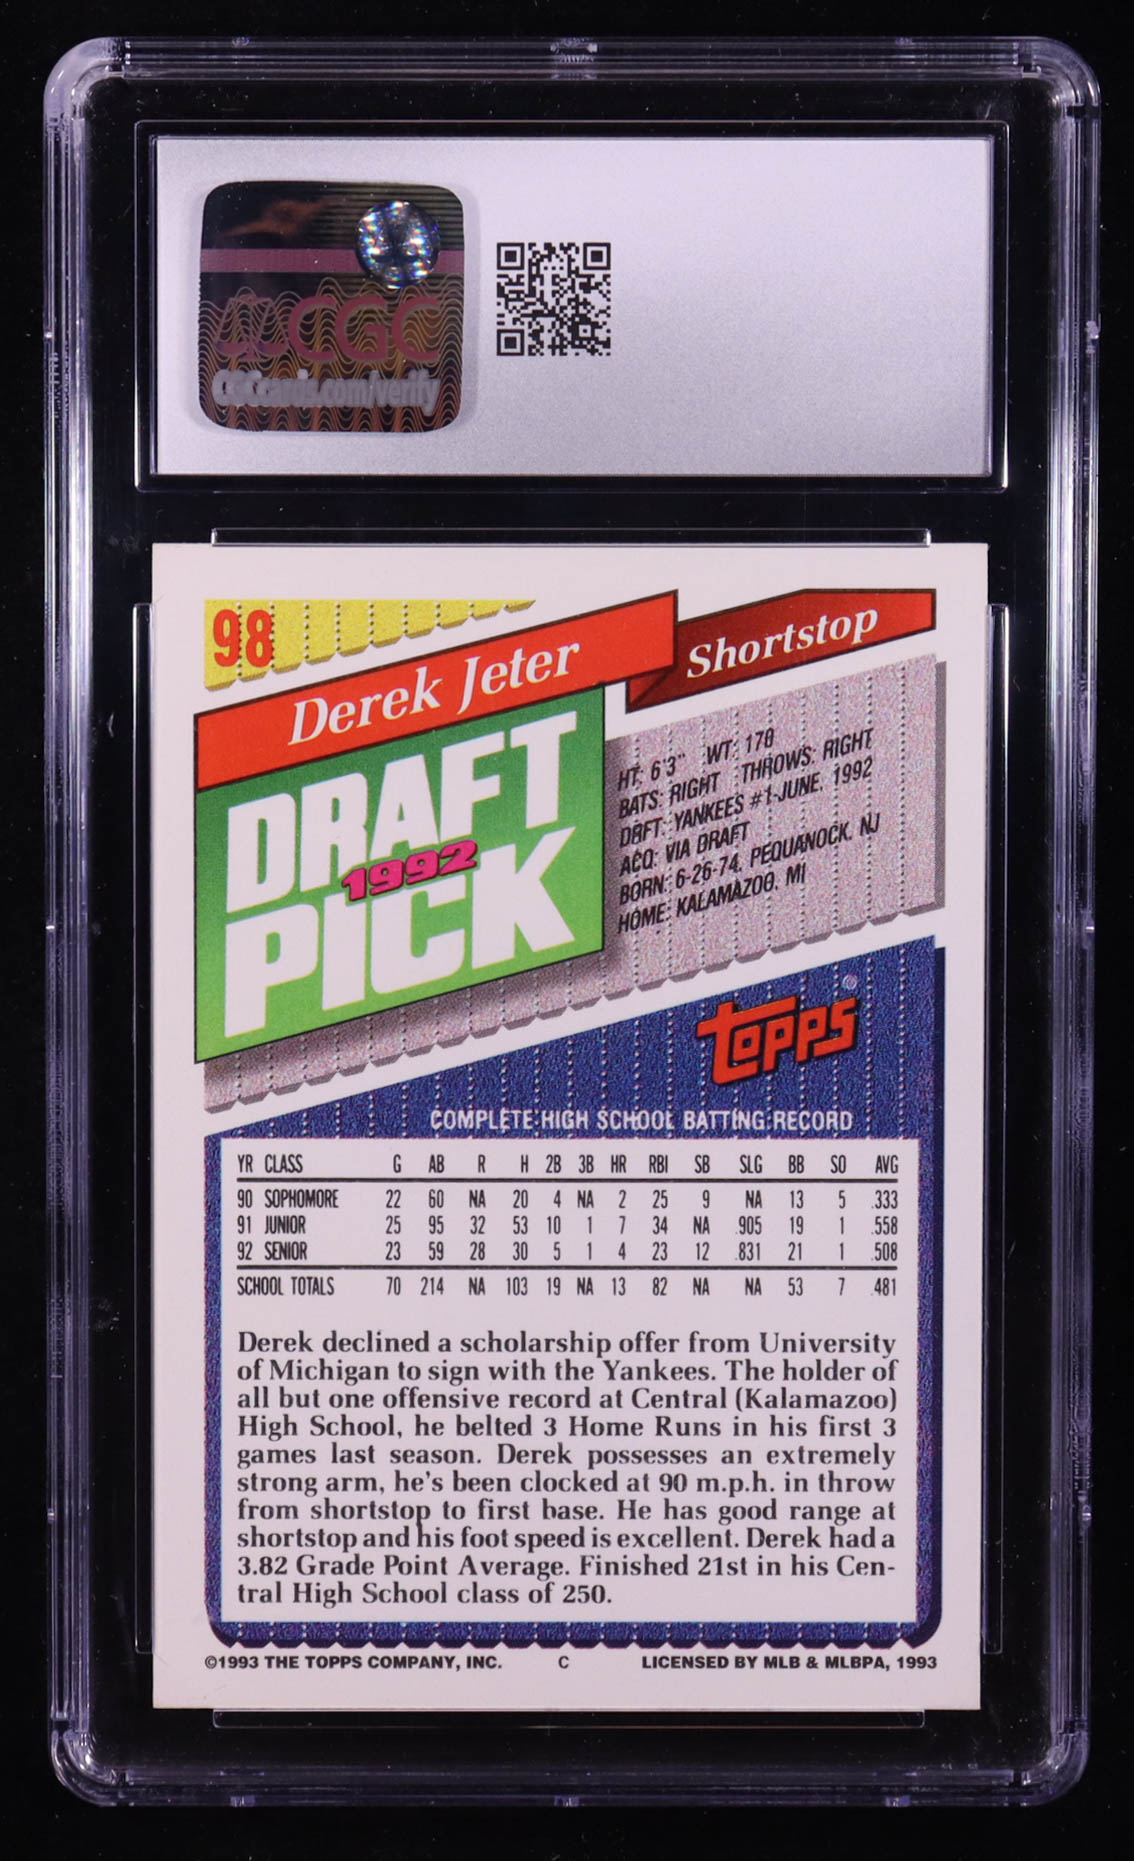 CGC
CGCcards.com/verify
98
Derek Jeter
Shortstop
DRAFT
1992
PICK
HT: 6'3" WT: 178
BATS: RIGHT THROWS: RIGHT
DRFT: YANKEES #1-JUNE, 1992
ACQ: VIA DRAFT
BORN: 6-26-74, PEQUANOCK, NJ
HOME: KALAMAZOO, MI
TOPPS ®
COMPLETE HIGH SCHOOL BATTING RECORD
YR CLASS G AB R H 2B 3B HR RBI SB SLG BB SO AVG
90 SOPHOMORE 22 60 NA 20 4 NA 2 25 9 NA 13 5 .333
91 JUNIOR 25 95 32 53 10 1 7 34 NA .905 19 1 .558
92 SENIOR 23 59 28 30 5 1 4 23 12 .831 21 1 .508
SCHOOL TOTALS 70 214 NA 103 19 NA 13 82 NA NA 53 7 .481
Derek declined a scholarship offer from University
of Michigan to sign with the Yankees. The holder of
all but one offensive record at Central (Kalamazoo)
High School, he belted 3 Home Runs in his first 3
games last season. Derek possesses an extremely
strong arm, he's been clocked at 90 m.p.h. in throw
from shortstop to first base. He has good range at
shortstop and his foot speed is excellent. Derek had a
3.82 Grade Point Average. Finished 21st in his Cen-
tral High School class of 250.
©1993 THE TOPPS COMPANY, INC. C LICENSED BY MLB & MLBPA, 1993